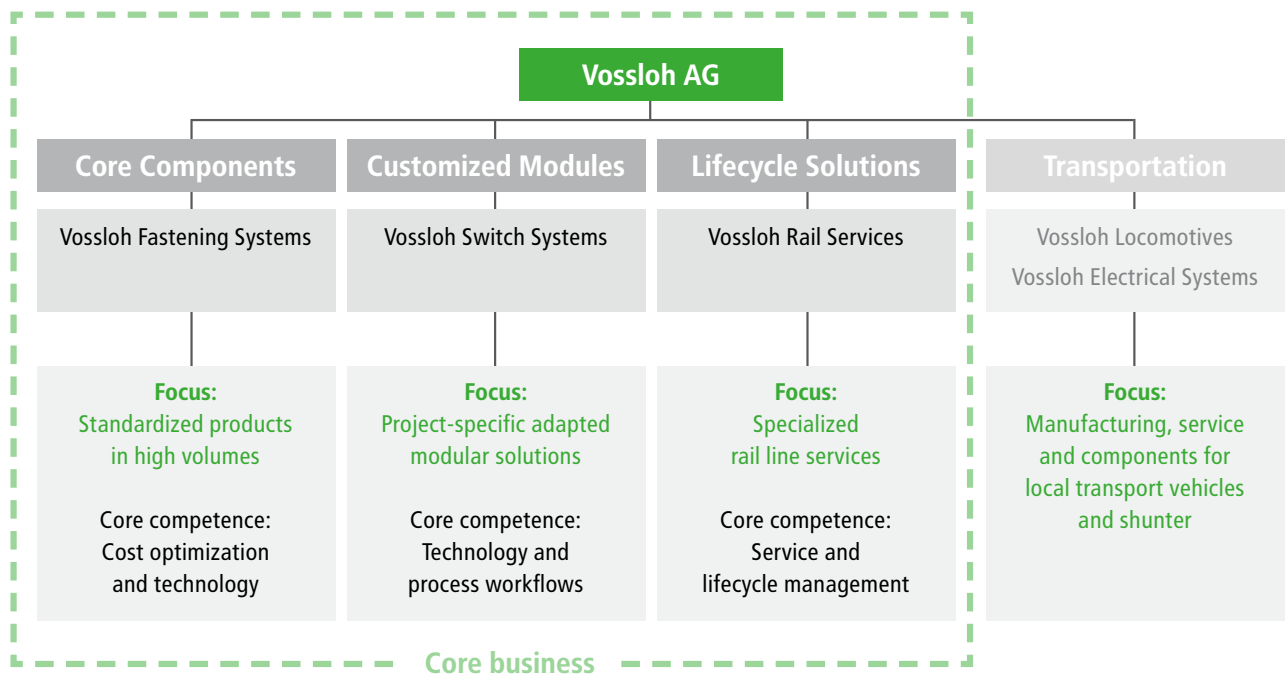 Vossloh AG
Core Components
Customized Modules
Lifecycle Solutions
Transportation
Vossloh Fastening Systems
Vossloh Switch Systems
Vossloh Rail Services
Vossloh Locomotives
Vossloh Electrical Systems
Focus:
Standardized products
in high volumes
Core competence:
Cost optimization
and technology
Focus:
Project-specific adapted
modular solutions
Core competence:
Technology and
process workflows
Focus:
Specialized
rail line services
Core competence:
Service and
lifecycle management
Focus:
Manufacturing, service
and components for
local transport vehicles
and shunter
Core business